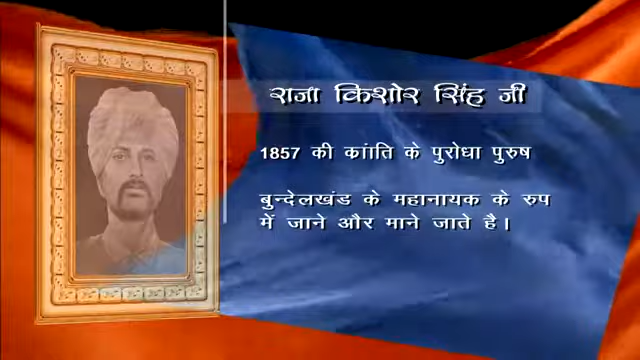 राजा किशोर सिंह जी
1857 की क्रांति के पुरोधा पुरुष
बुन्देलखंड के महानायक के रुप
में जाने और माने जाते है।